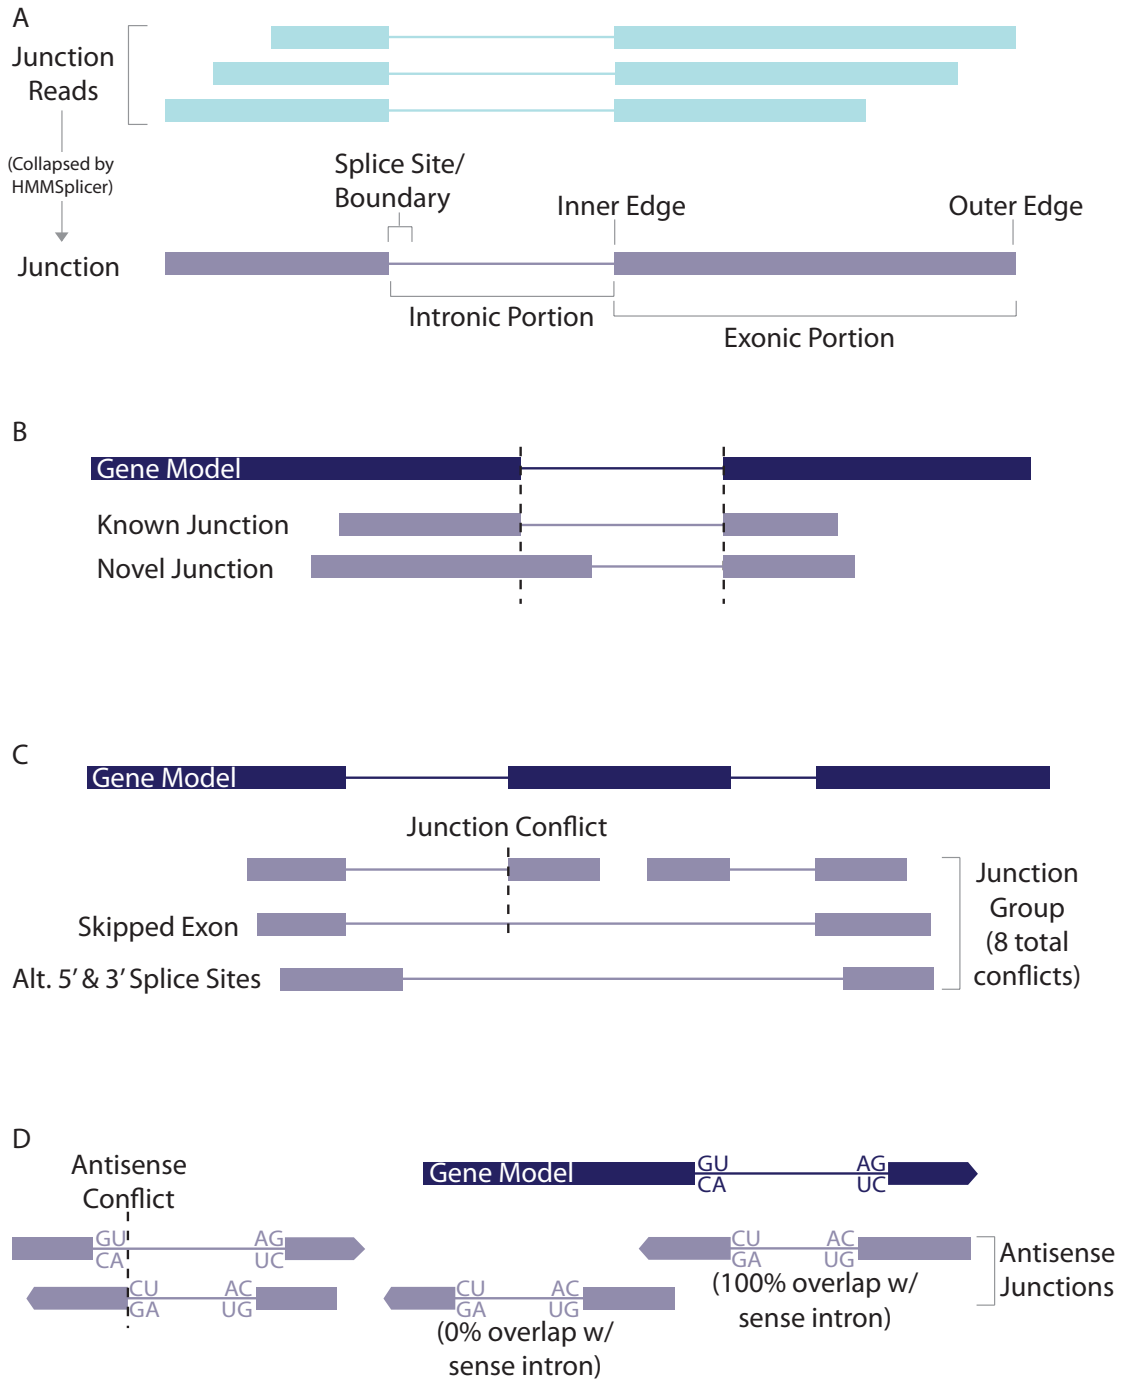 A
Junction
Reads
(Collapsed by
HMMSplicer)
Splice Site/
Boundary
Inner Edge
Outer Edge
Junction
Intronic Portion
Exonic Portion
B
Gene Model
Known Junction
Novel Junction
C
Gene Model
Junction Conflict
Skipped Exon
Alt. 5′ & 3′ Splice Sites
Junction
Group
(8 total
conflicts)
D
Antisense
Conflict
GU AG
CA UC
CU AC
GA UG
Gene Model
GU AG
CA UC
CU AC
GA UG
(0% overlap w/
sense intron)
CU AC
GA UG
(100% overlap w/
sense intron)
Antisense
Junctions